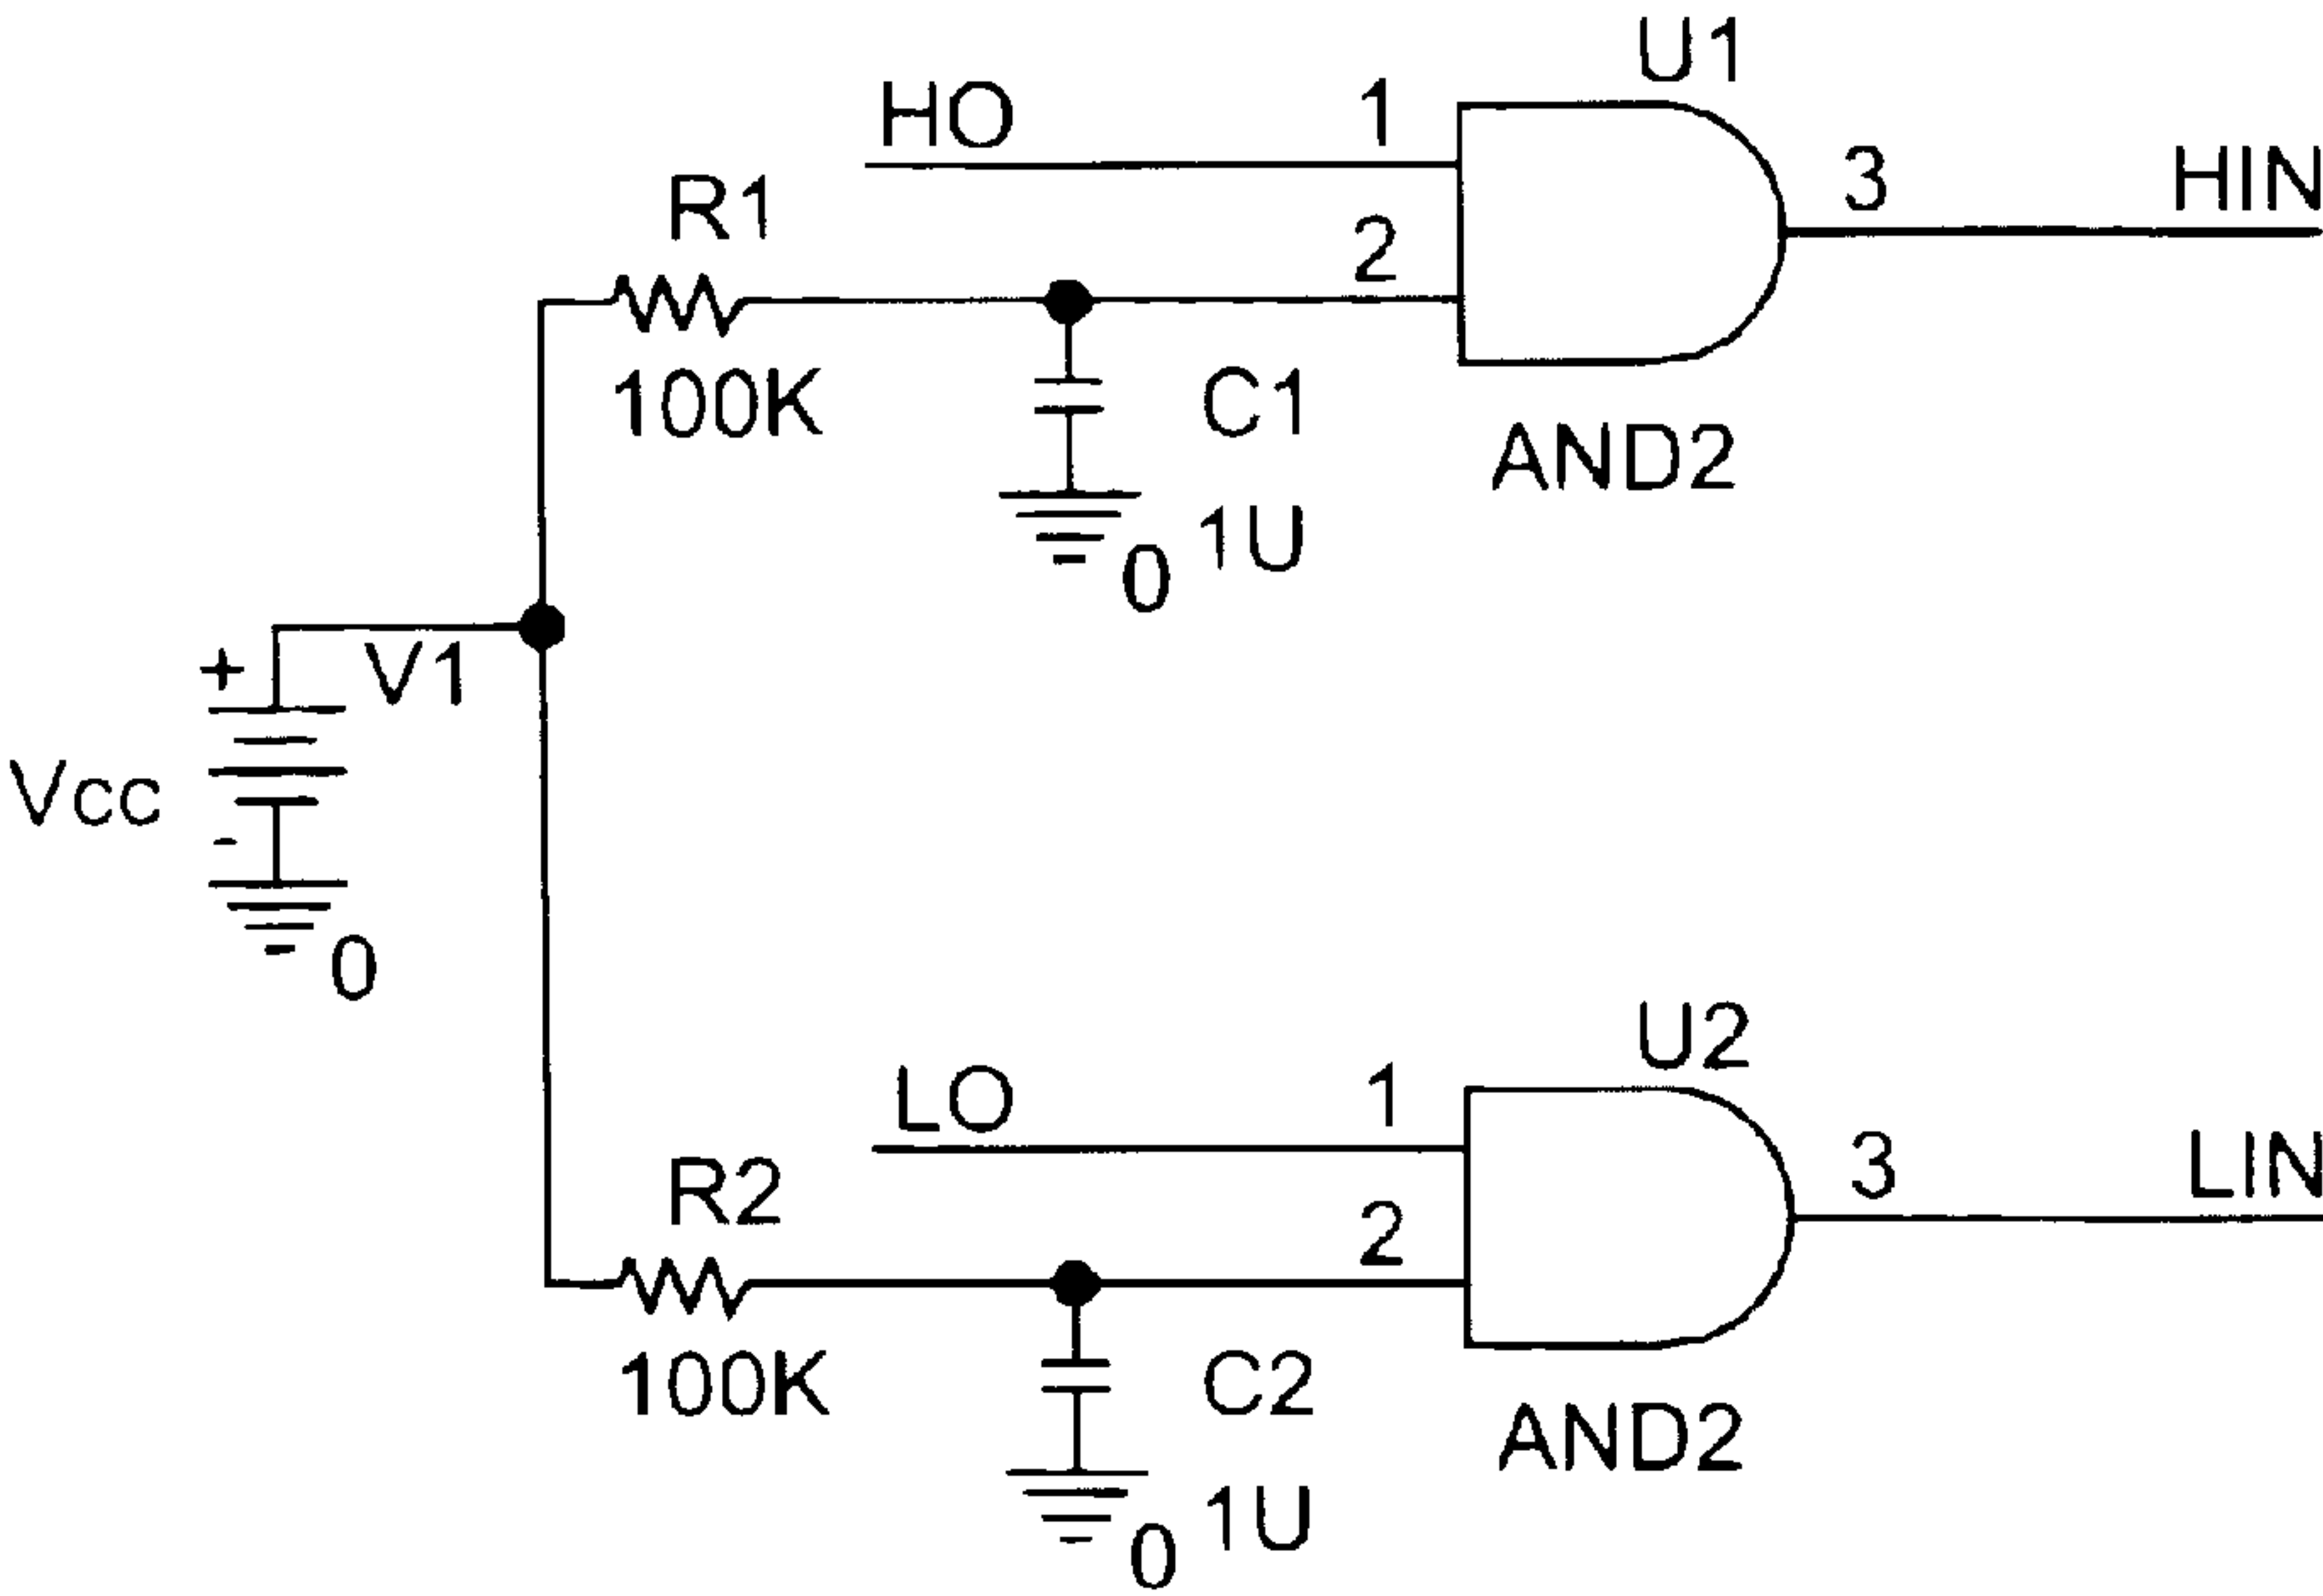 U1
HO
1
3
HIN
R1
2
100K
C1
AND2
1U
0
+
V1
Vcc
-
0
U2
LO
1
3
LIN
R2
2
100K
C2
AND2
1U
0